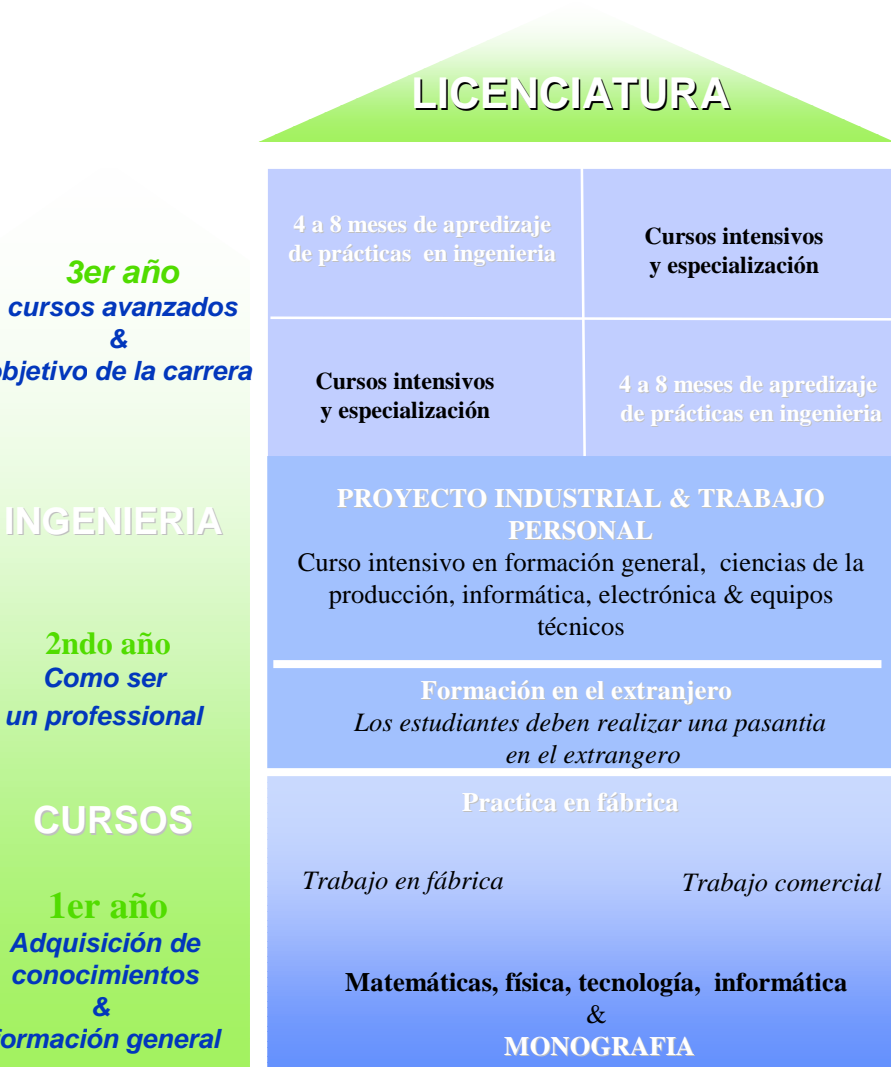 LICENCIATURA
4 a 8 meses de apredizaje
de prácticas en ingenieria
Cursos intensivos
y especialización
3er año
cursos avanzados
&
objetivo de la carrera
Cursos intensivos
y especialización
4 a 8 meses de apredizaje
de prácticas en ingenieria
INGENIERIA
PROYECTO INDUSTRIAL & TRABAJO
PERSONAL
Curso intensivo en formación general, ciencias de la
producción, informática, electrónica & equipos
técnicos
2ndo año
Como ser
un professional
Formación en el extranjero
Los estudiantes deben realizar una pasantia
en el extrangero
CURSOS
Practica en fábrica
Trabajo en fábrica
Trabajo comercial
1er año
Adquisición de
conocimientos
&
formación general
Matemáticas, física, tecnología, informática
&
MONOGRAFIA